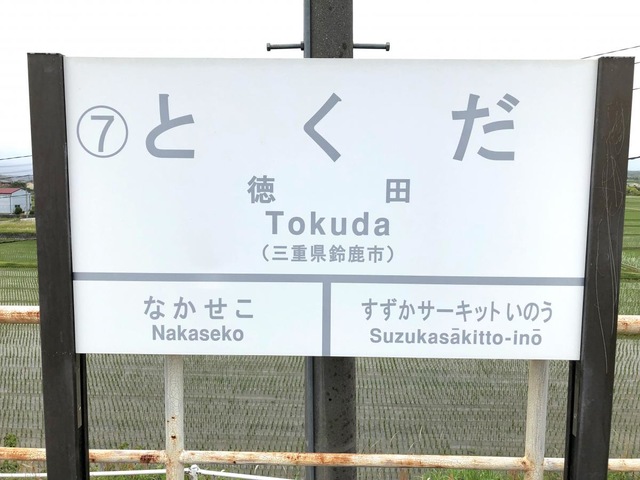 ⑦ とくだ
徳田
Tokuda
(三重県鈴鹿市)
なかせこ
Nakaseko
すずかサーキットいのう
Suzukasākitto-inō